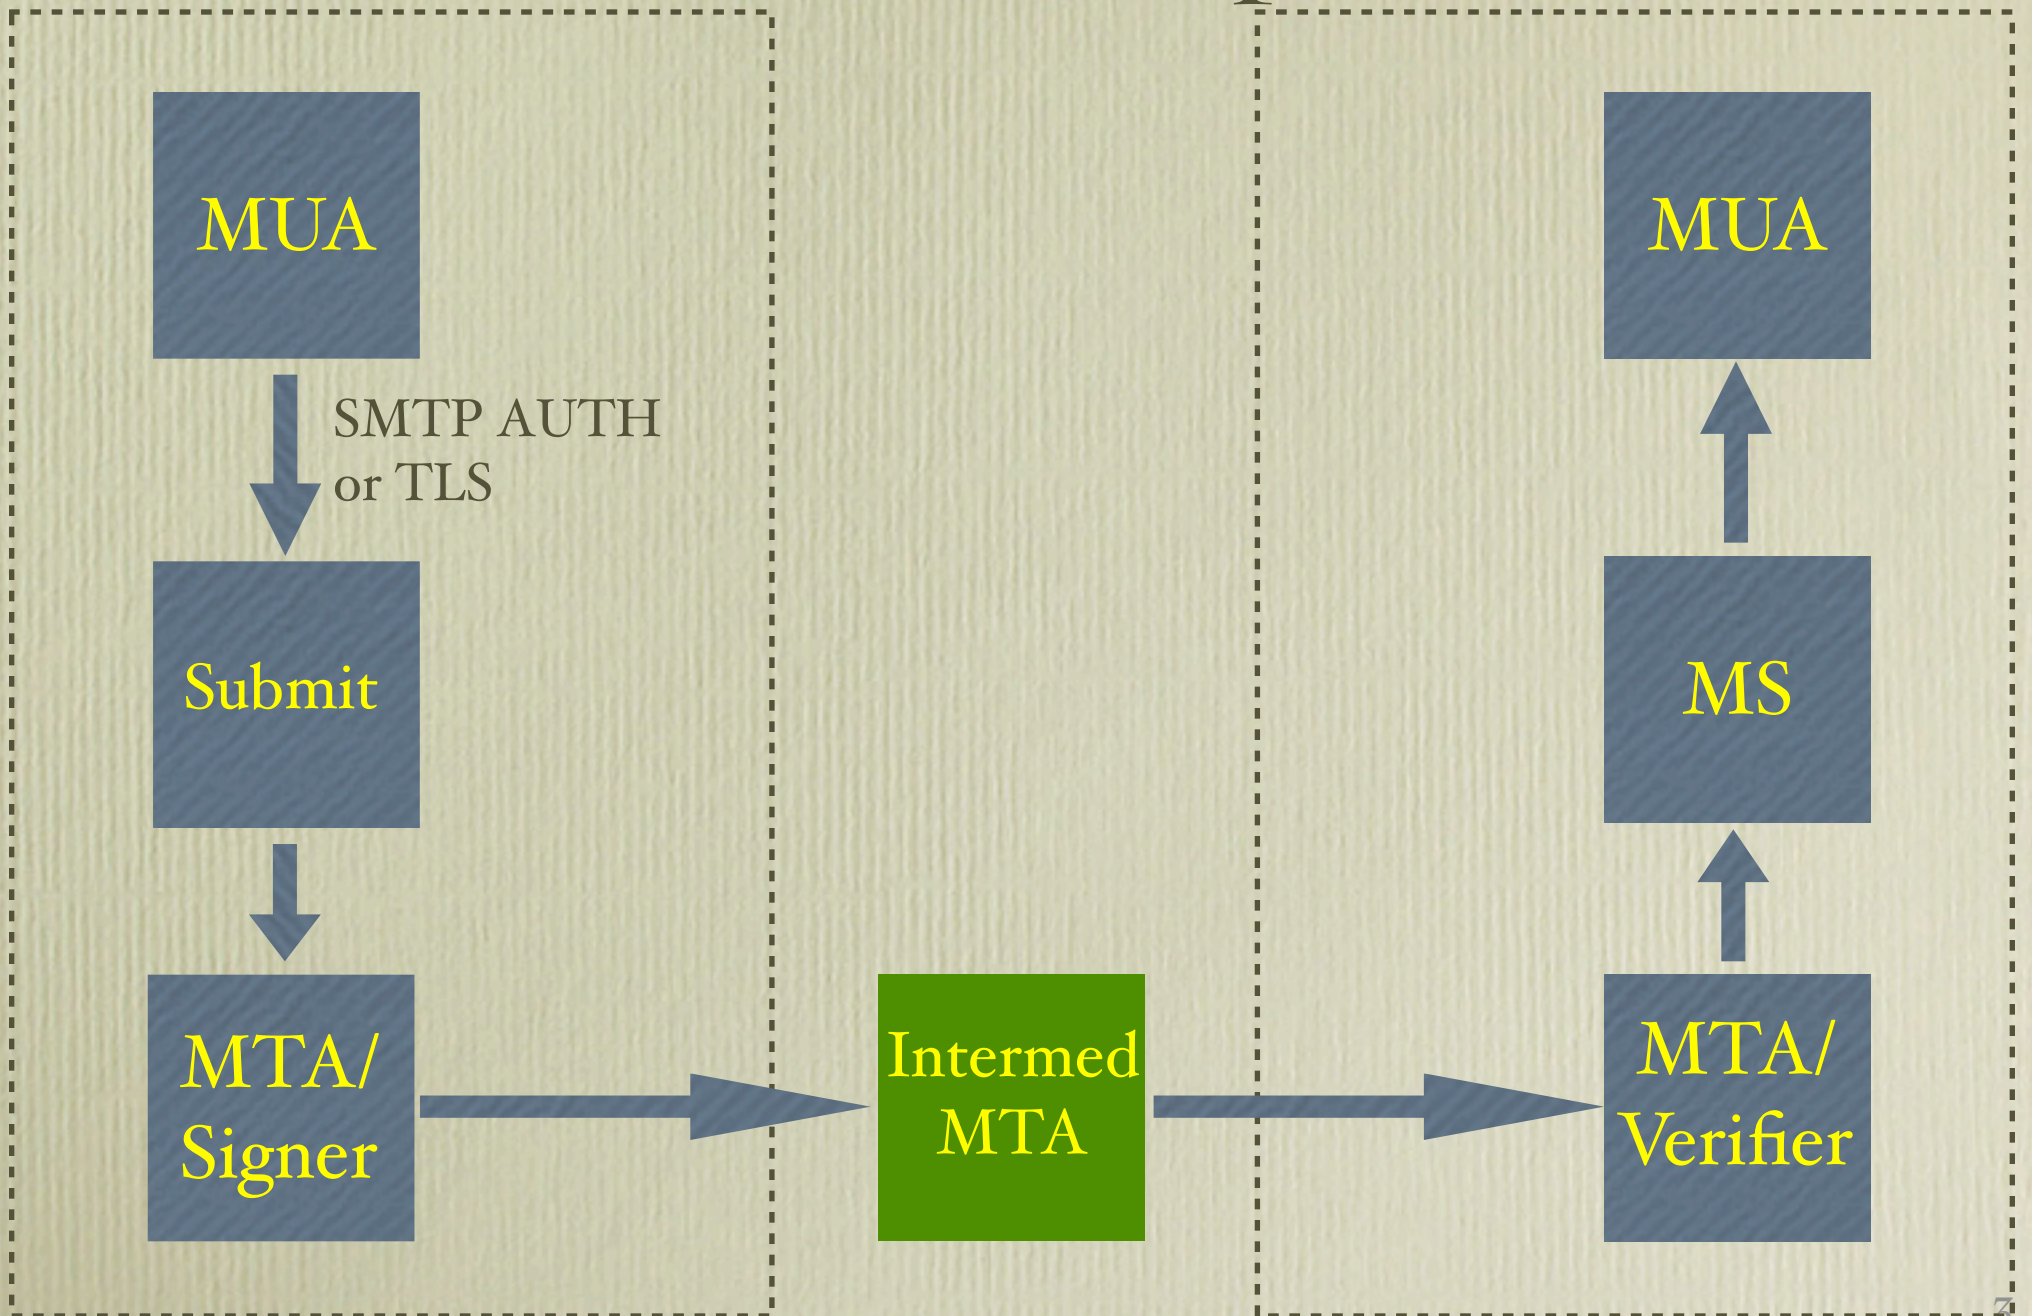 MUA
SMTP AUTH
or TLS
Submit
MTA/
Signer
Intermed
MTA
MUA
MS
MTA/
Verifier